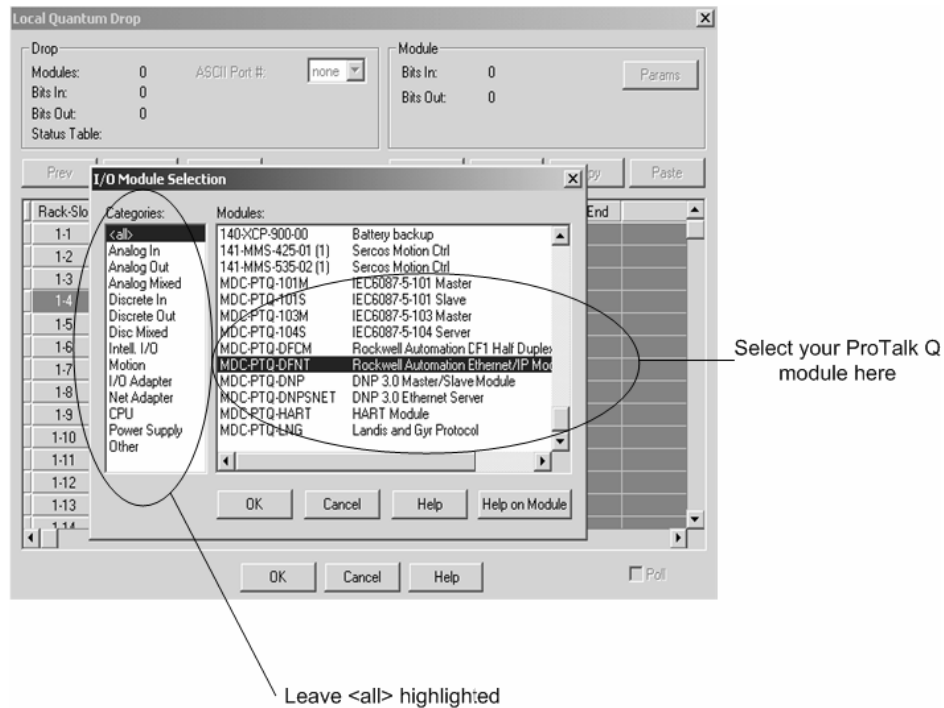 Local Quantum Drop
Drop
Modules: 0 ASCII Port #: none
Bits In: 0
Bits Out: 0
Status Table:
Module
Bits In: 0
Bits Out: 0
Params
Prev
Paste
Rack-Slo
End
1-1
1-2
1-3
1-4
1-5
1-6
1-7
1-8
1-9
1-10
1-11
1-12
1-13
1-14
I/O Module Selection
Categories:
<all>
Analog In
Analog Out
Analog Mixed
Discrete In
Discrete Out
Disc Mixed
Intell. I/O
Motion
I/O Adapter
Net Adapter
CPU
Power Supply
Other
Modules:
140-XCP-900-00 Battery backup
141-MMS-425-01 (1) Sercos Motion Ctrl
141-MMS-535-02 (1) Sercos Motion Ctrl
MDC-PTQ-101M IEC6087-5-101 Master
MDC-PTQ-101S IEC6087-5-101 Slave
MDC-PTQ-103M IEC6087-5-103 Master
MDC-PTQ-104S IEC6087-5-104 Server
MDC-PTQ-DFCM Rockwell Automation DF1 Half Duplex
MDC-PTQ-DFNT Rockwell Automation Ethernet/IP Mod
MDC-PTQ-DNP DNP 3.0 Master/Slave Module
MDC-PTQ-DNPSNET DNP 3.0 Ethernet Server
MDC-PTQ-HART HART Module
MDC-PTQ-LNG Landis and Gyr Protocol
OK Cancel Help Help on Module
OK Cancel Help
Poll
Select your ProTalk Q
module here
Leave <all> highlighted